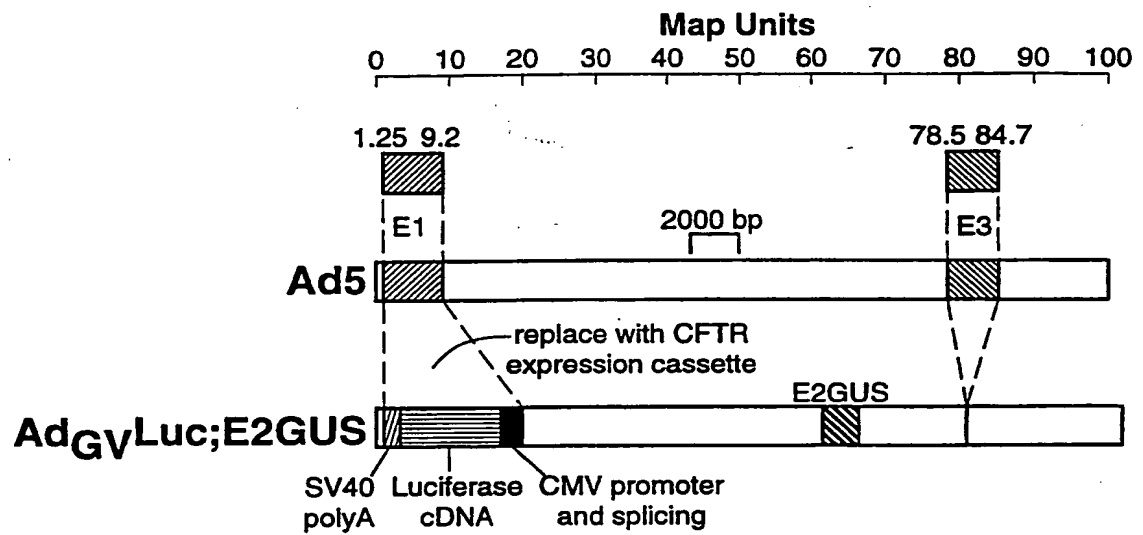 Map Units
0 10 20 30 40 50 60 70 80 90 100
1.25 9.2 78.5 84.7
E1 2000 bp E3
Ad5
replace with CFTR
expression cassette
E2GUS
AdGVLuc;E2GUS
SV40 Luciferase CMV promoter
polyA cDNA and splicing